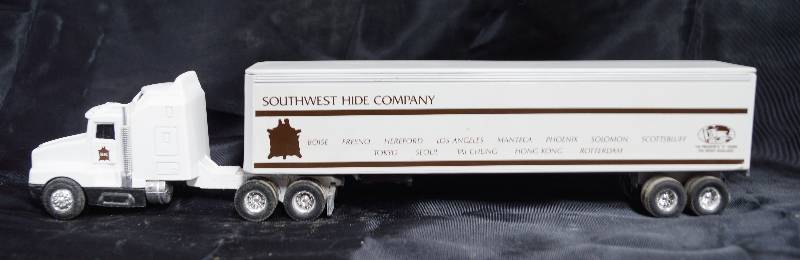 SOUTHWEST HIDE COMPANY
BOISE FRESNO HEREFORD LOS ANGELES MANTECA PHOENIX SOLOMON SCOTTSBLUFF
TOKYO SEOUL TAI CHUNG HONG KONG ROTTERDAM